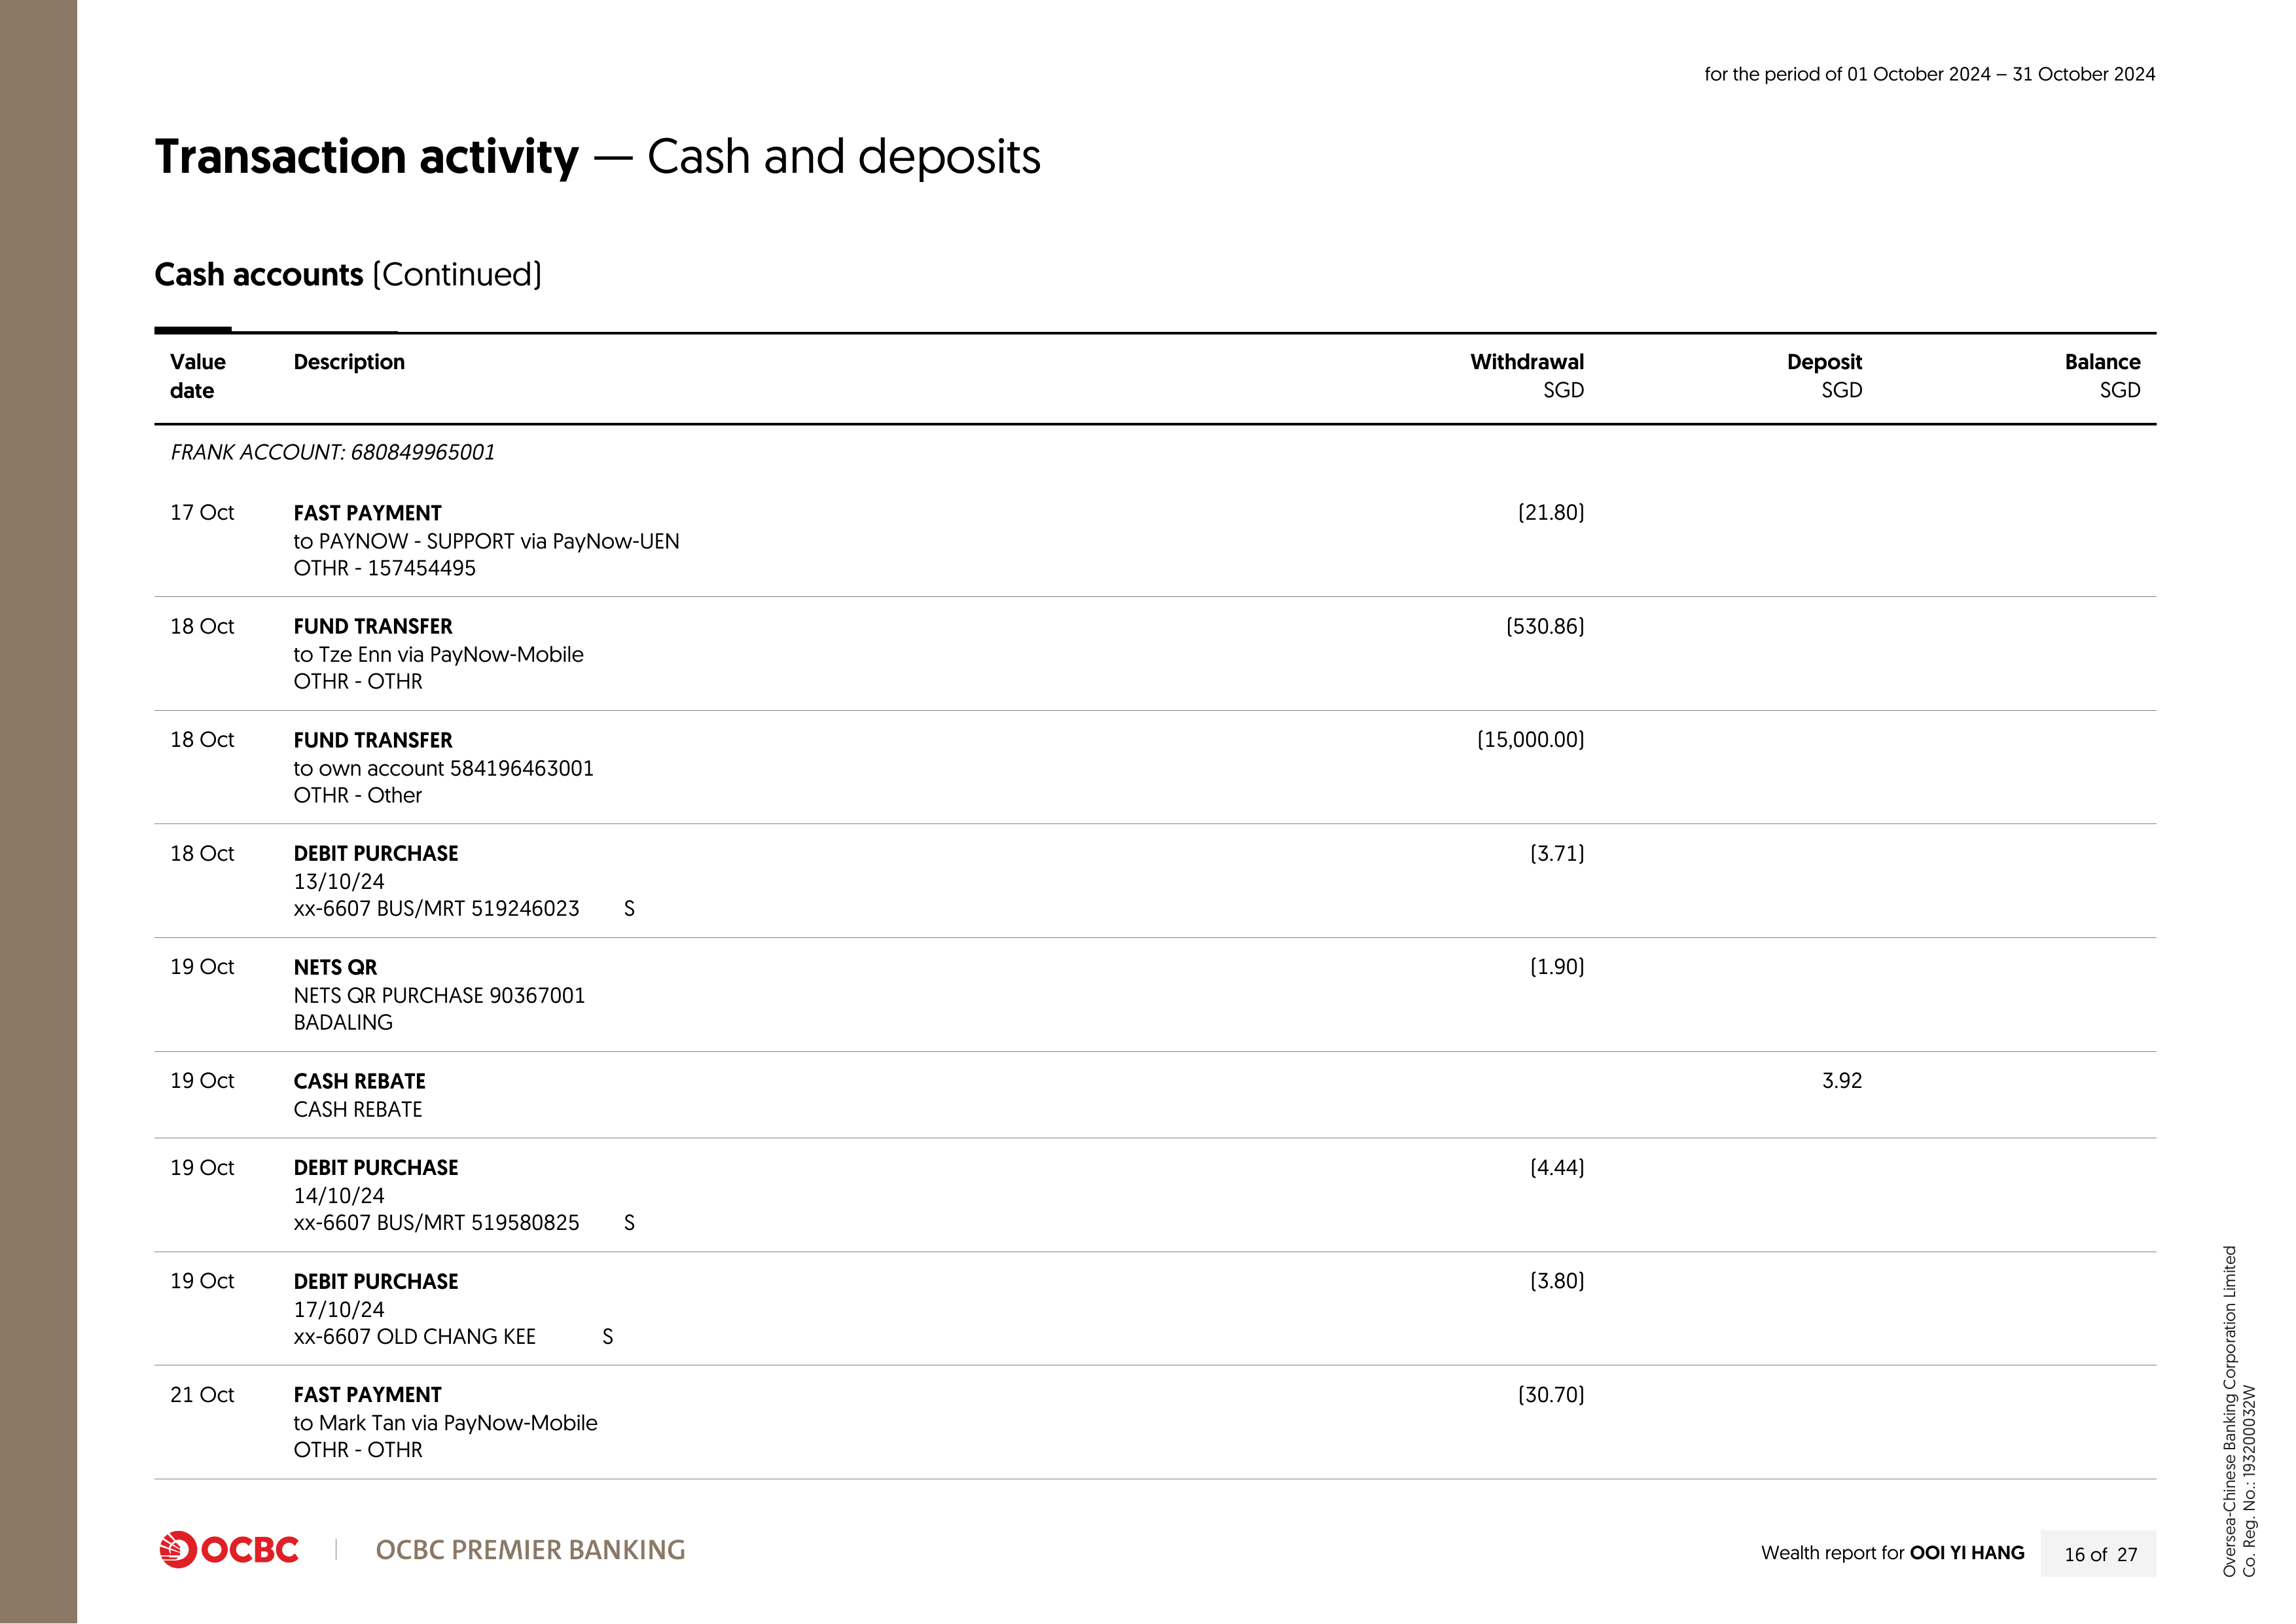 for the period of 01 October 2024 – 31 October 2024
Transaction activity — Cash and deposits
Cash accounts (Continued)
Value date Description Withdrawal SGD Deposit SGD Balance SGD
FRANK ACCOUNT: 680849965001
17 Oct FAST PAYMENT (21.80)
to PAYNOW - SUPPORT via PayNow-UEN
OTHR - 157454495
18 Oct FUND TRANSFER (530.86)
to Tze Enn via PayNow-Mobile
OTHR - OTHR
18 Oct FUND TRANSFER (15,000.00)
to own account 584196463001
OTHR - Other
18 Oct DEBIT PURCHASE (3.71)
13/10/24
xx-6607 BUS/MRT 519246023 S
19 Oct NETS QR (1.90)
NETS QR PURCHASE 90367001
BADALING
19 Oct CASH REBATE 3.92
CASH REBATE
19 Oct DEBIT PURCHASE (4.44)
14/10/24
xx-6607 BUS/MRT 519580825 S
19 Oct DEBIT PURCHASE (3.80)
17/10/24
xx-6607 OLD CHANG KEE S
21 Oct FAST PAYMENT (30.70)
to Mark Tan via PayNow-Mobile
OTHR - OTHR
OCBC | OCBC PREMIER BANKING
Wealth report for OOI YI HANG 16 of 27
Oversea-Chinese Banking Corporation Limited
Co. Reg. No.: 193200032W